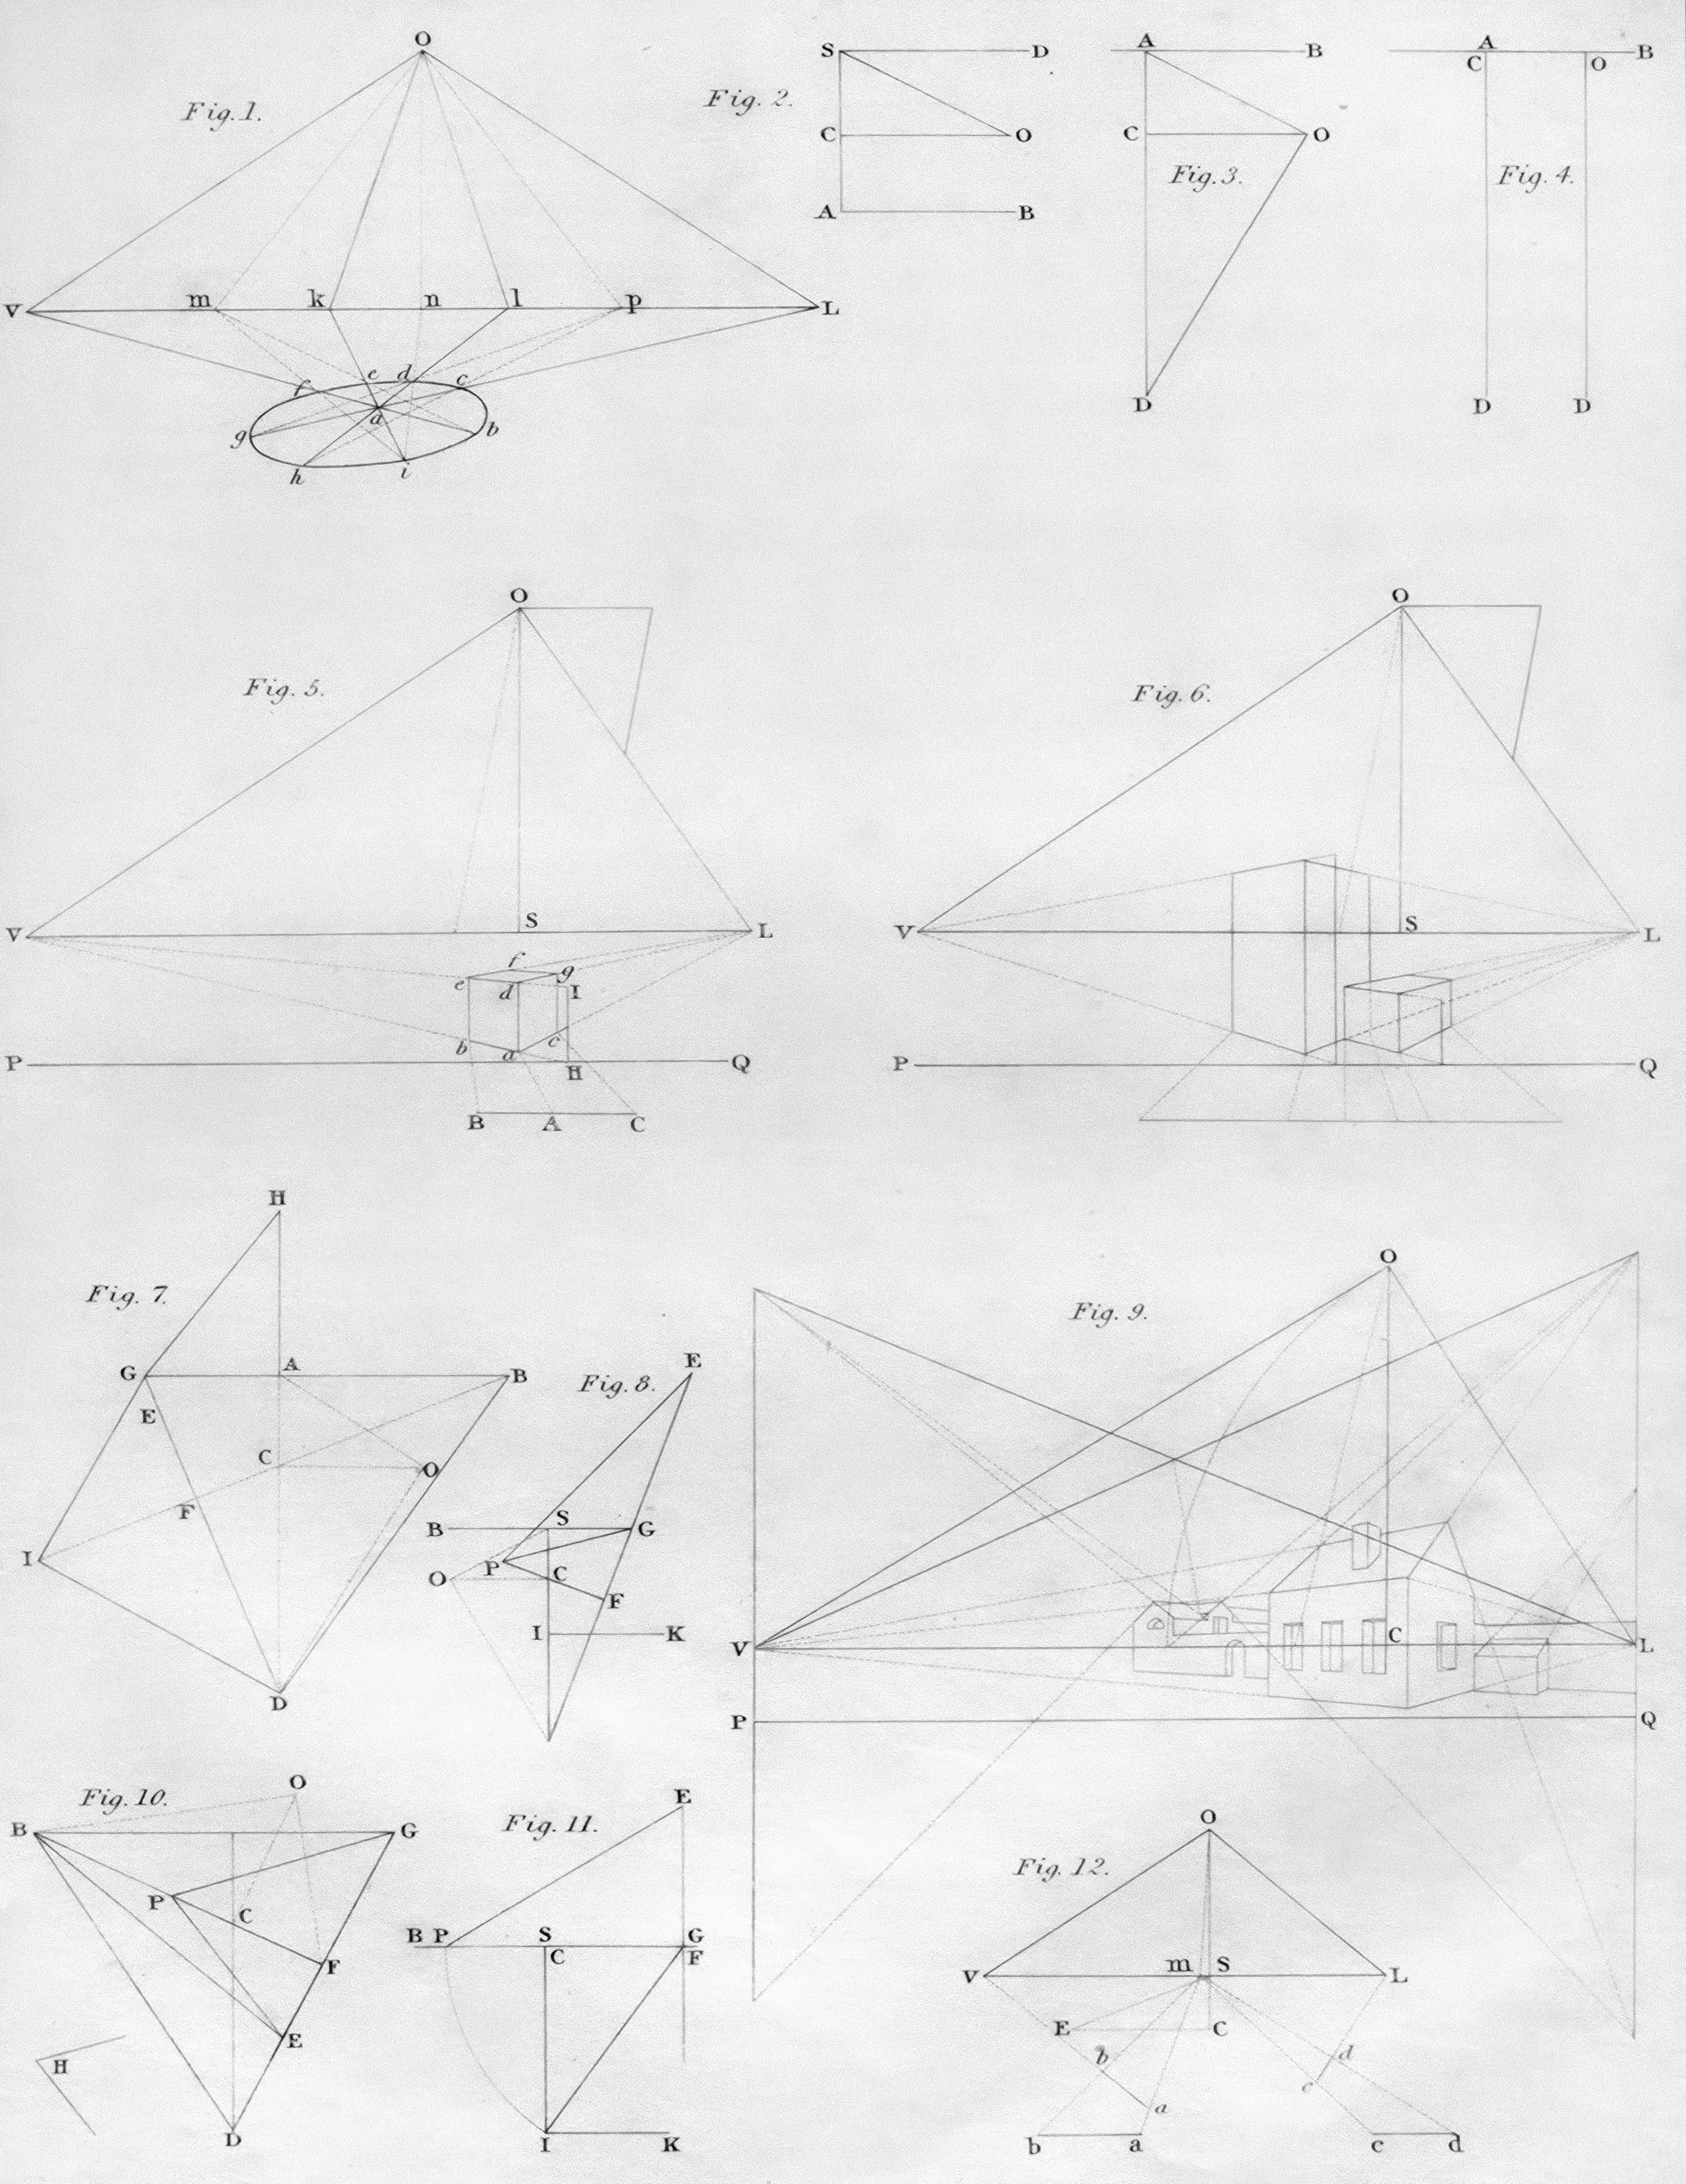 O
Fig. 1.
V m k n l p L
f e d c
a
g b
h i
Fig. 2.
S D
C O
A B
A B
C O
Fig. 3.
D
A B
C O
Fig. 4.
D D
O
Fig. 5.
V S L
f g
e d I
b a c
P H Q
B A C
O
Fig. 6.
V S L
P Q
H
Fig. 7.
G A B
E
C O
F
I
D
E
Fig. 8.
B S G
O P C
F
I K
O
Fig. 9.
V C L
P Q
O
Fig. 10.
B G
P C
F
E
H
D
E
Fig. 11.
B P S G
C F
I K
O
Fig. 12.
V m S L
E C
b d
a c
b a c d